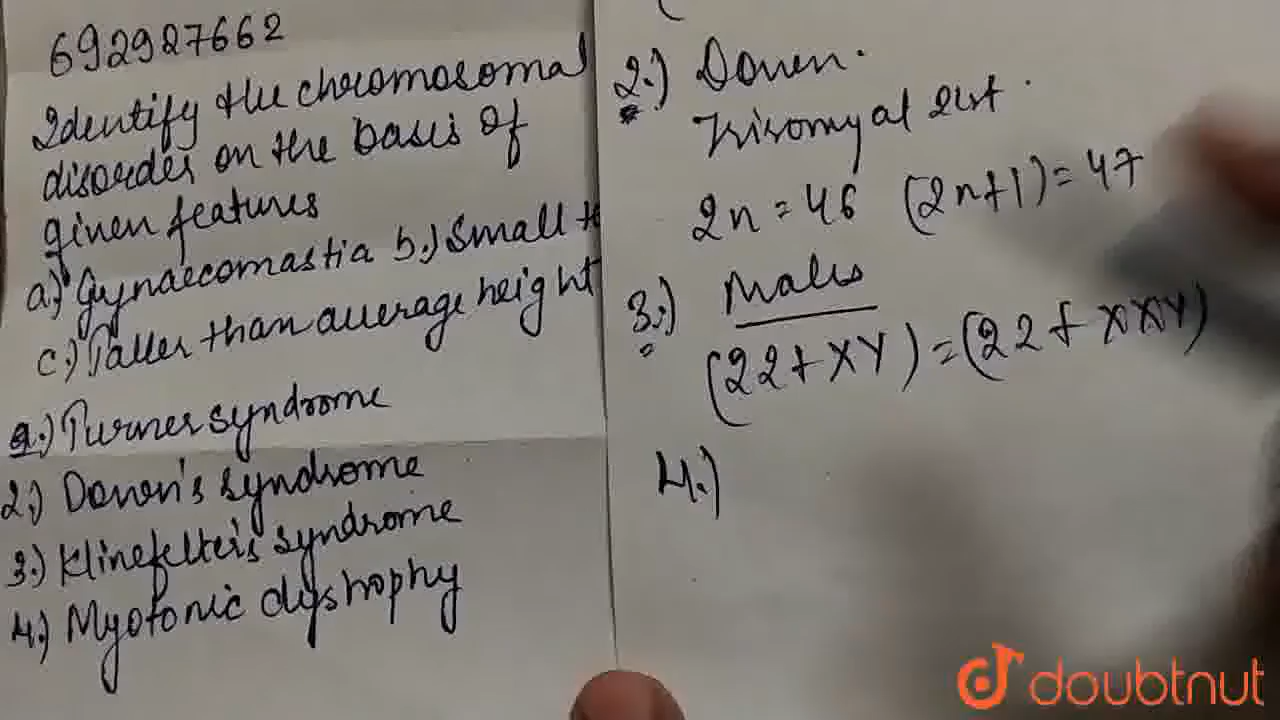 692927662
Identify the chromosomal
disorder on the basis of
given features
a.) Gynaecomastia b.) Small t
c.) Taller than average height
1.) Turner syndrome
2.) Down's syndrome
3.) Klinefelter's syndrome
4.) Myotonic dystrophy
2.) Down.
Trisomy at 21st.
2n = 46 (2n+1) = 47
3.) Males
(22+XY) = (22+XXY)
4.)
doubtnut